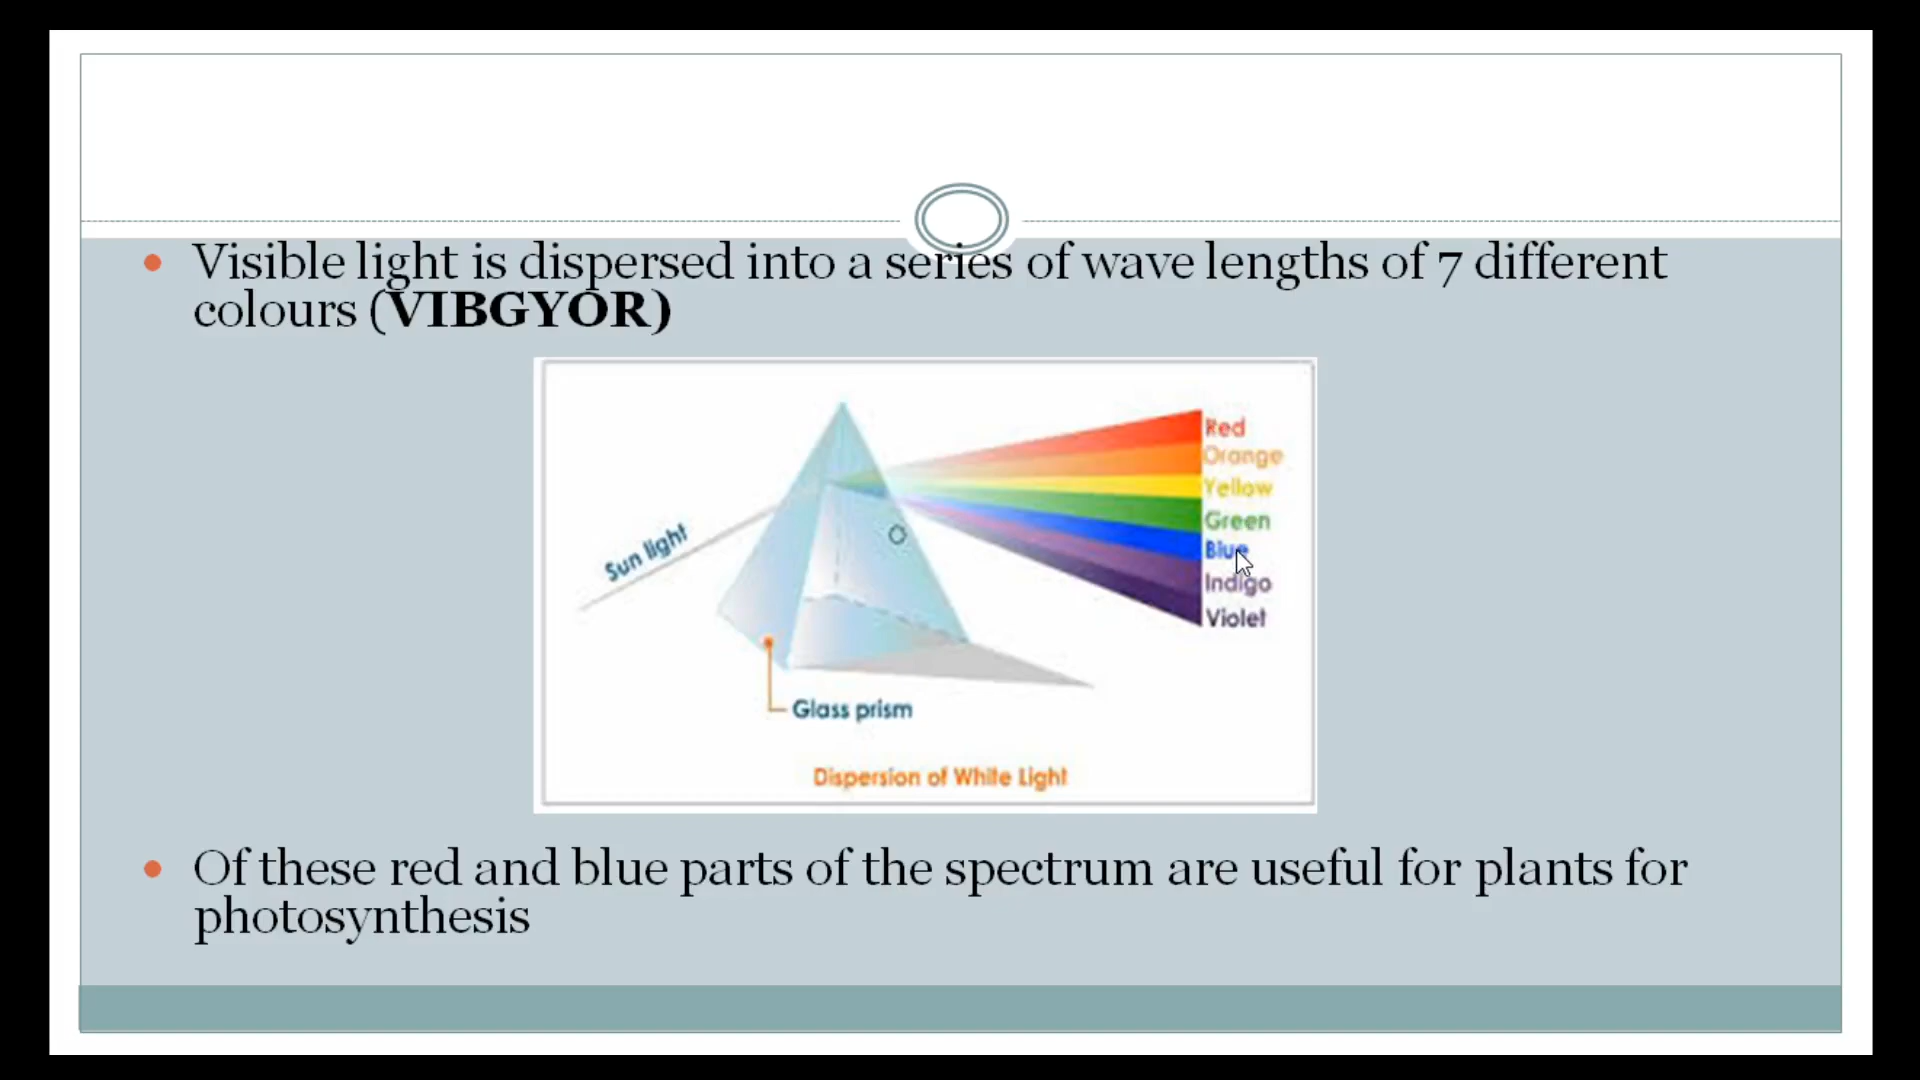 Visible light is dispersed into a series of wave lengths of 7 different
colours (VIBGYOR)
Red
Orange
Yellow
Green
Blue
Indigo
Violet
Sun light
Glass prism
Dispersion of White Light
Of these red and blue parts of the spectrum are useful for plants for
photosynthesis